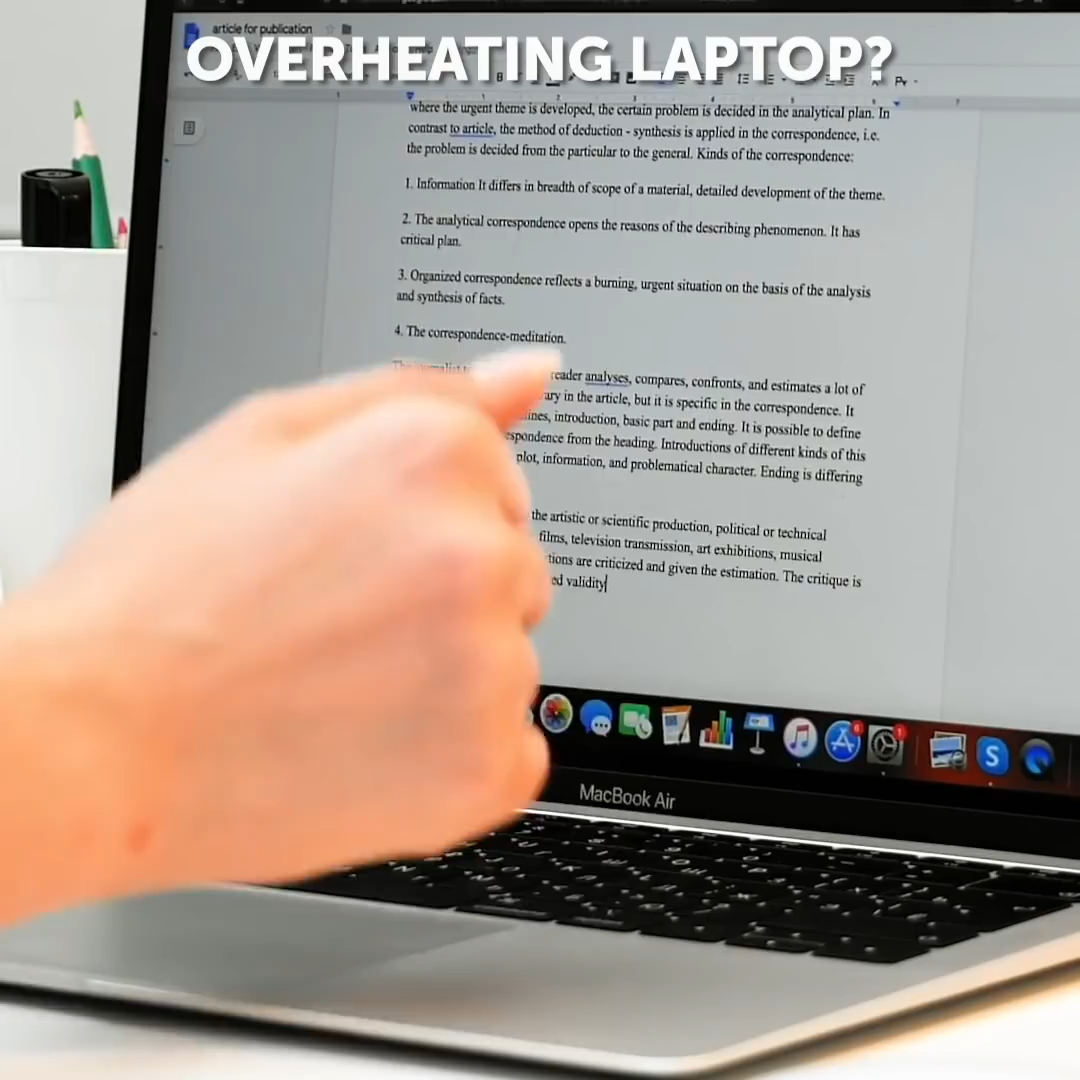 article for publication
OVERHEATING LAPTOP?
where the urgent theme is developed, the certain problem is decided in the analytical plan. In
contrast to article, the method of deduction - synthesis is applied in the correspondence, i.e.
the problem is decided from the particular to the general. Kinds of the correspondence:
1. Information It differs in breadth of scope of a material, detailed development of the theme.
2. The analytical correspondence opens the reasons of the describing phenomenon. It has
critical plan.
3. Organized correspondence reflects a burning, urgent situation on the basis of the analysis
and synthesis of facts.
4. The correspondence-meditation.
analyses, compares, confronts, and estimates a lot of
in the article, but it is specific in the correspondence. It
introduction, basic part and ending. It is possible to define
from the heading. Introductions of different kinds of this
plot, information, and problematical character. Ending is differing
the artistic or scientific production, political or technical
films, television transmission, art exhibitions, musical
are criticized and given the estimation. The critique is
validity
MacBook Air